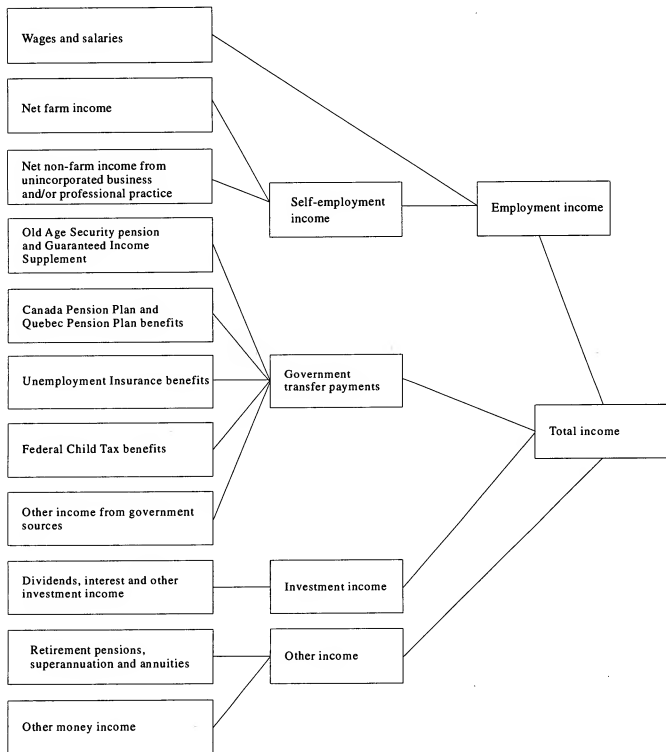 Wages and salaries
Net farm income
Net non-farm income from
unincorporated business
and/or professional practice
Self-employment
income
Employment income
Old Age Security pension
and Guaranteed Income
Supplement
Canada Pension Plan and
Quebec Pension Plan benefits
Unemployment Insurance benefits
Government
transfer payments
Federal Child Tax benefits
Total income
Other income from government
sources
Dividends, interest and other
investment income
Investment income
Retirement pensions,
superannuation and annuities
Other income
Other money income